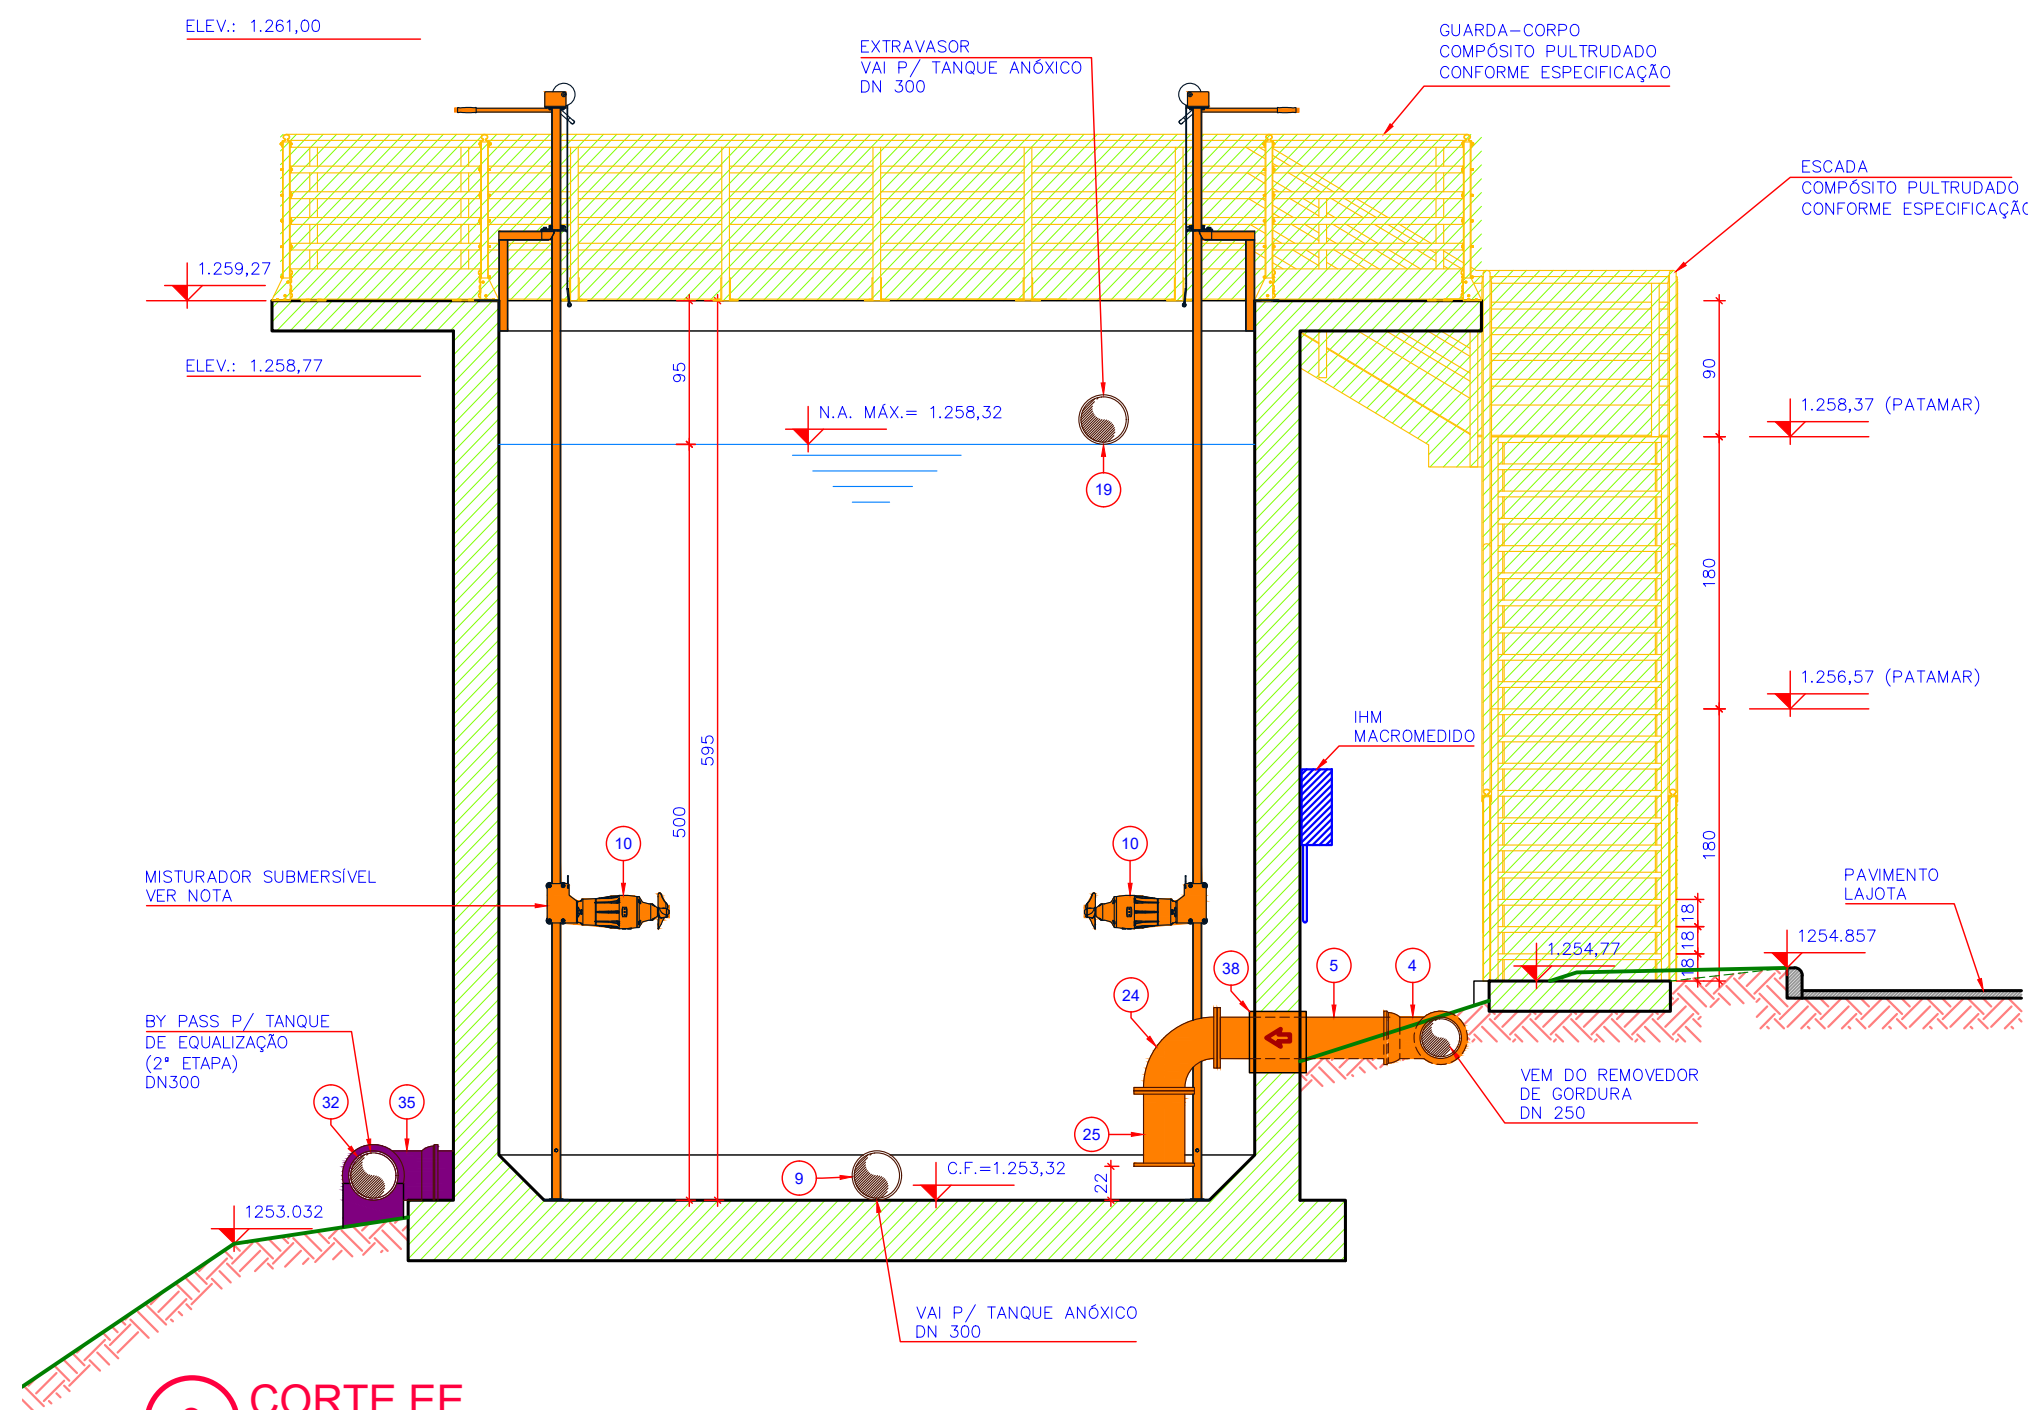 ELEV.: 1.261,00
EXTRAVASOR
VAI P/ TANQUE ANÓXICO
DN 300
GUARDA-CORPO
COMPÓSITO PULTRUDADO
CONFORME ESPECIFICAÇÃO
ESCADA
COMPÓSITO PULTRUDADO
CONFORME ESPECIFICAÇÃO
1.259,27
ELEV.: 1.258,77
95
90
N.A. MÁX.= 1.258,32
1.258,37 (PATAMAR)
19
180
1.256,57 (PATAMAR)
IHM
MACROMEDIDO
595
500
180
10
10
MISTURADOR SUBMERSÍVEL
VER NOTA
PAVIMENTO
LAJOTA
18
18
18
1.254,77
1254.857
38
5
4
24
BY PASS P/ TANQUE
DE EQUALIZAÇÃO
(2ª ETAPA)
DN300
32
35
25
VEM DO REMOVEDOR
DE GORDURA
DN 250
9
C.F.=1.253,32
22
1253.032
VAI P/ TANQUE ANÓXICO
DN 300
CORTE EE